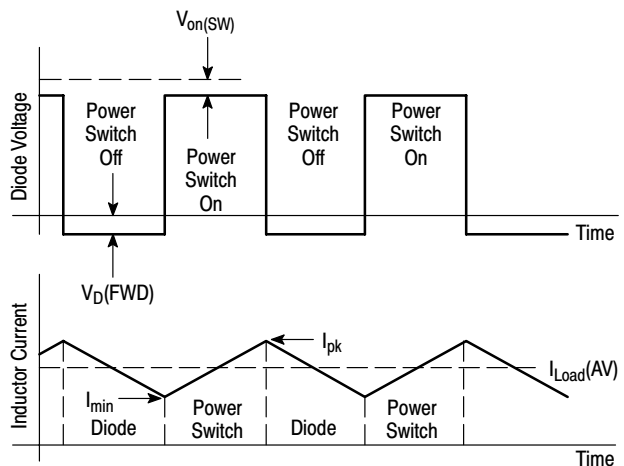 Von(SW)
Diode Voltage
Power
Switch
Off
Power
Switch
On
Power
Switch
Off
Power
Switch
On
Time
VD(FWD)
Inductor Current
Ipk
ILoad(AV)
Imin
Diode
Power
Switch
Diode
Power
Switch
Time